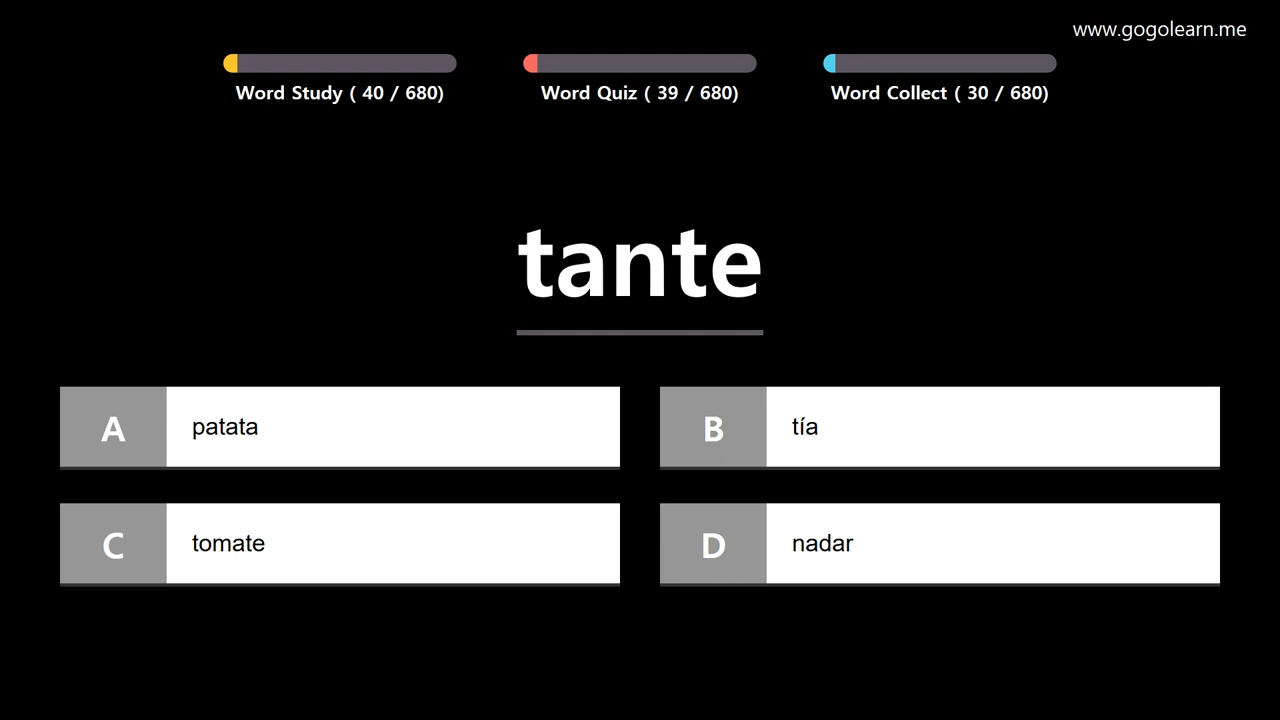 www.gogolearn.me
Word Study ( 40 / 680)
Word Quiz ( 39 / 680)
Word Collect ( 30 / 680)
tante
A patata
B tía
C tomate
D nadar